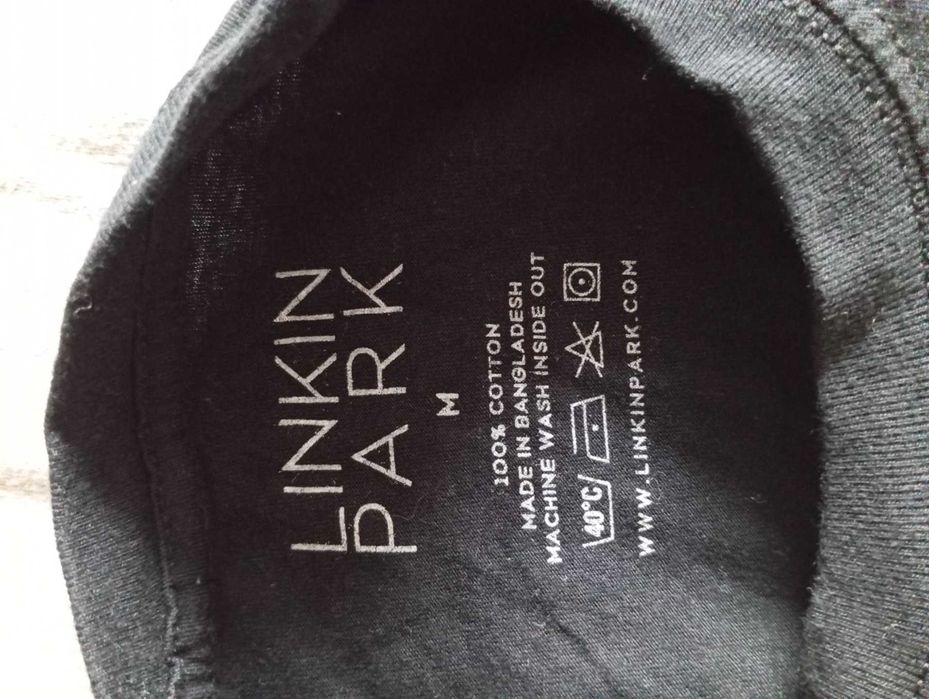 LINKIN
PARK
M
100% COTTON
MADE IN BANGLADESH
MACHINE WASH INSIDE OUT
40°C
WWW.LINKINPARK.COM